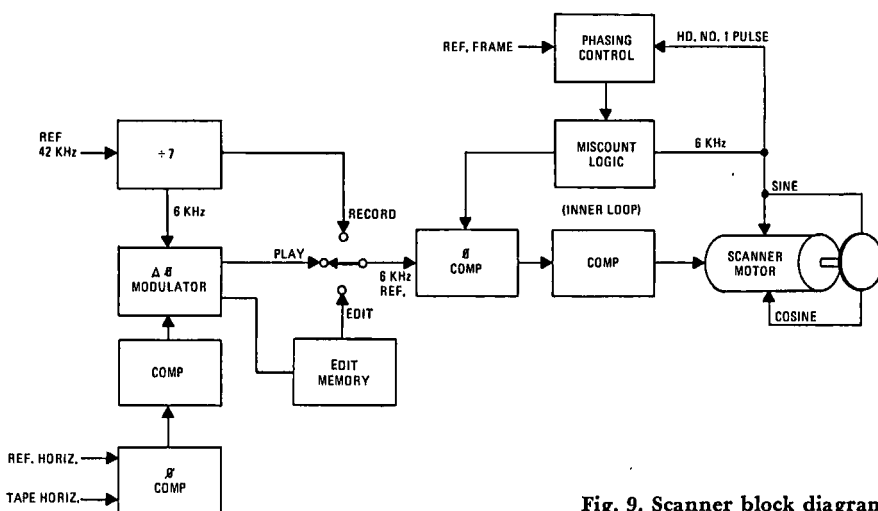 REF. FRAME
PHASING
CONTROL
HD. NO. 1 PULSE
REF
42 KHz
÷7
MISCOUNT
LOGIC
6 KHz
6 KHz
RECORD
(INNER LOOP)
SINE
Δ Ø
MODULATOR
PLAY
6 KHz
REF.
Ø
COMP
COMP
SCANNER
MOTOR
EDIT
COSINE
COMP
EDIT
MEMORY
REF. HORIZ.
TAPE HORIZ.
Ø
COMP
Fig. 9. Scanner block diagram